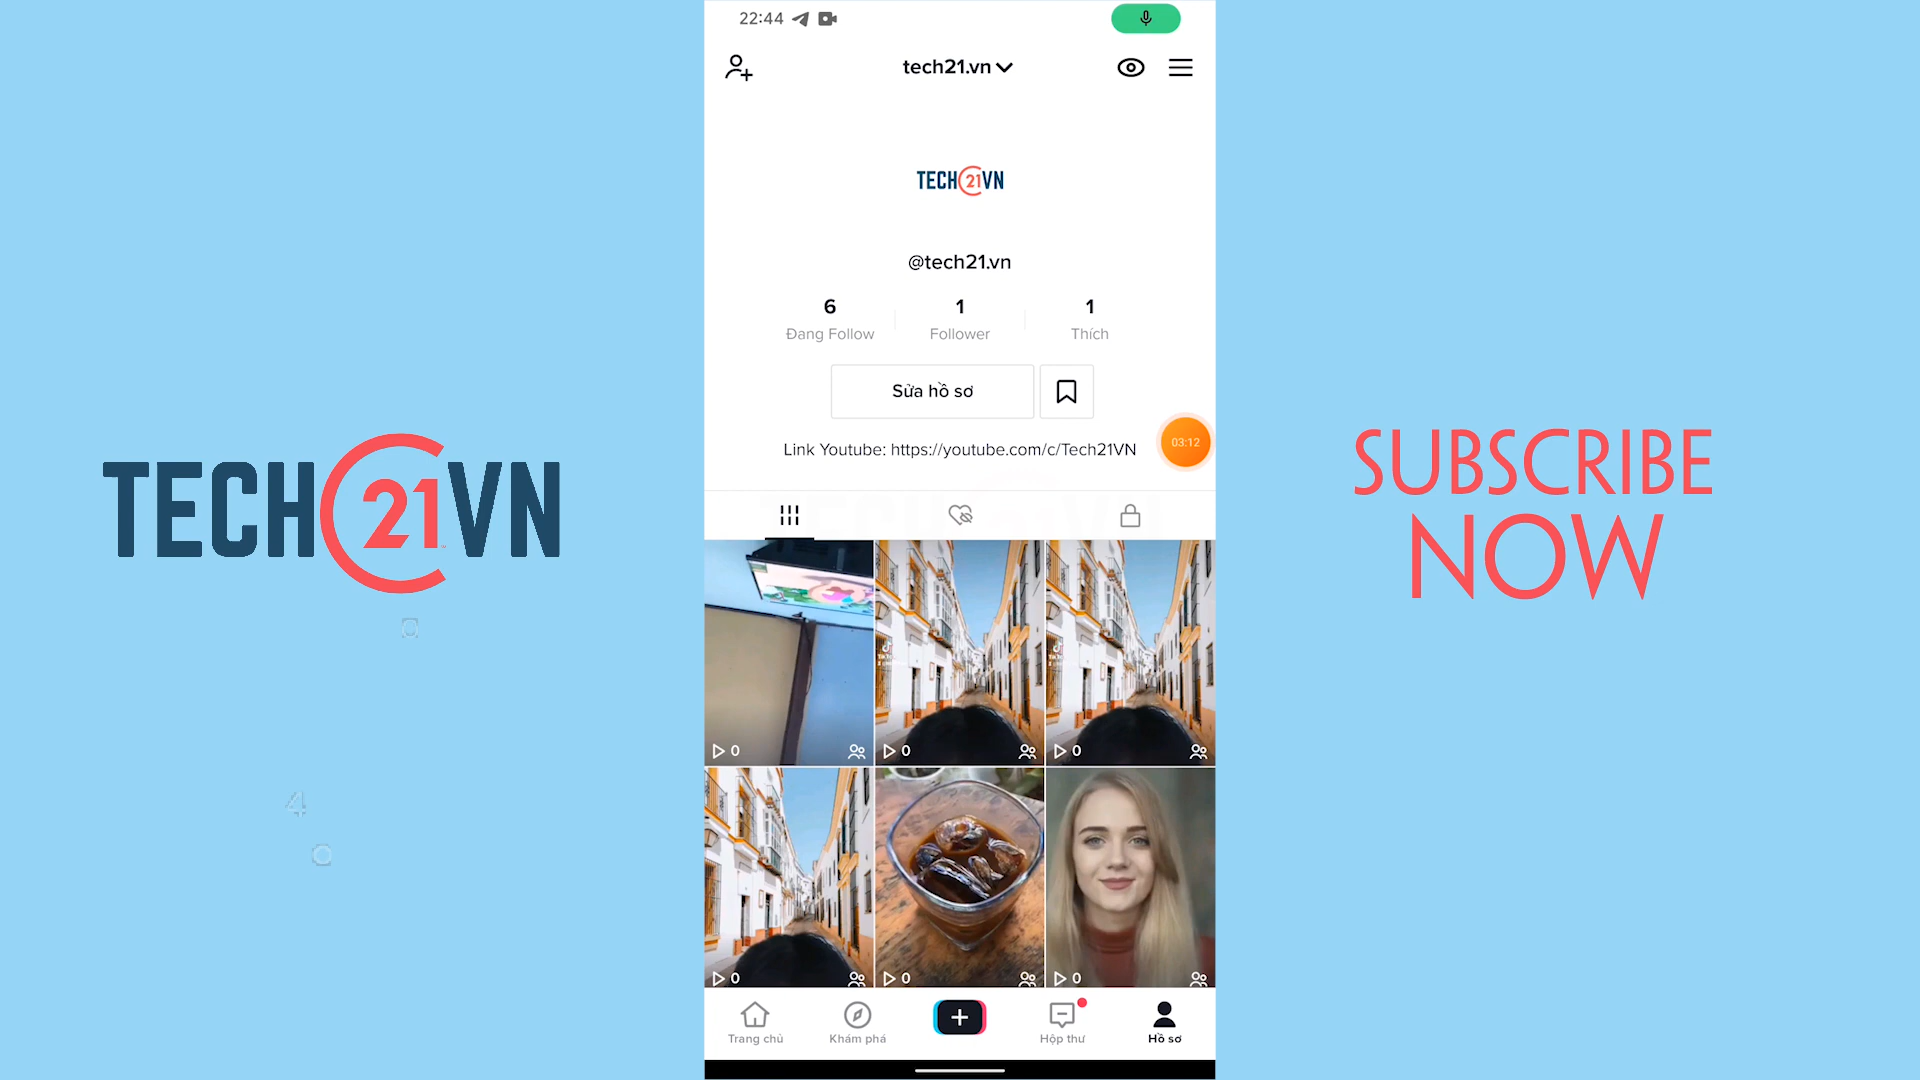 22:44
tech21.vn
TECH21VN
@tech21.vn
6
Đang Follow
1
Follower
1
Thích
Sửa hồ sơ
Link Youtube: https://youtube.com/c/Tech21VN
03:12
TECH21VN
SUBSCRIBE
NOW
0
0
0
0
0
0
Trang chủ
Khám phá
Hộp thư
Hồ sơ